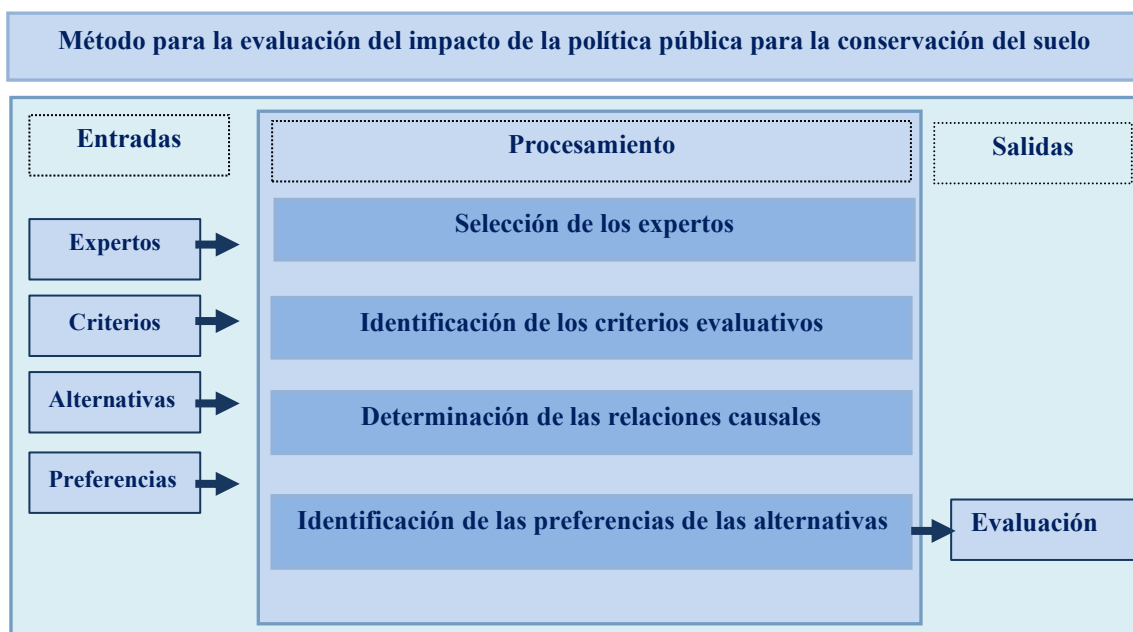 Método para la evaluación del impacto de la política pública para la conservación del suelo
Entradas
Procesamiento
Salidas
Expertos
Criterios
Alternativas
Preferencias
Selección de los expertos
Identificación de los criterios evaluativos
Determinación de las relaciones causales
Identificación de las preferencias de las alternativas
Evaluación